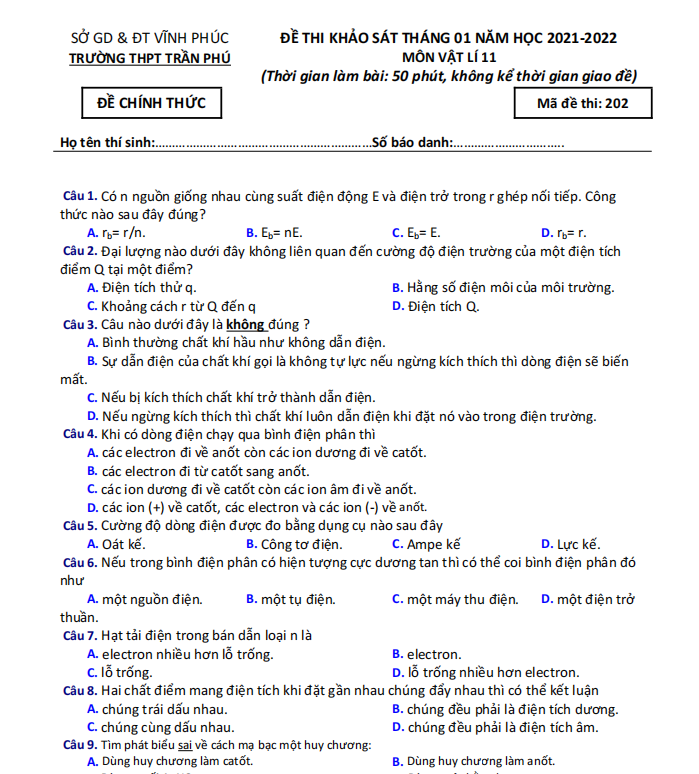 SỞ GD & ĐT VĨNH PHÚC
TRƯỜNG THPT TRẦN PHÚ
ĐỀ CHÍNH THỨC
ĐỀ THI KHẢO SÁT THÁNG 01 NĂM HỌC 2021-2022
MÔN VẬT LÍ 11
(Thời gian làm bài: 50 phút, không kể thời gian giao đề)
Mã đề thi: 202
Họ tên thí sinh:...............................................................Số báo danh:.............................
Câu 1. Có n nguồn giống nhau cùng suất điện động E và điện trở trong r ghép nối tiếp. Công
thức nào sau đây đúng?
A. rb= r/n. B. Eb= nE. C. Eb= E. D. rb= r.
Câu 2. Đại lượng nào dưới đây không liên quan đến cường độ điện trường của một điện tích
điểm Q tại một điểm?
A. Điện tích thử q. B. Hằng số điện môi của môi trường.
C. Khoảng cách r từ Q đến q D. Điện tích Q.
Câu 3. Câu nào dưới đây là không đúng ?
A. Bình thường chất khí hầu như không dẫn điện.
B. Sự dẫn điện của chất khí gọi là không tự lực nếu ngừng kích thích thì dòng điện sẽ biến
mất.
C. Nếu bị kích thích chất khí trở thành dẫn điện.
D. Nếu ngừng kích thích thì chất khí luôn dẫn điện khi đặt nó vào trong điện trường.
Câu 4. Khi có dòng điện chạy qua bình điện phân thì
A. các electron đi về anốt còn các ion dương đi về catốt.
B. các electron đi từ catốt sang anốt.
C. các ion dương đi về catốt còn các ion âm đi về anốt.
D. các ion (+) về catốt, các electron và các ion (-) về anốt.
Câu 5. Cường độ dòng điện được đo bằng dụng cụ nào sau đây
A. Oát kế. B. Công tơ điện. C. Ampe kế D. Lực kế.
Câu 6. Nếu trong bình điện phân có hiện tượng cực dương tan thì có thể coi bình điện phân đó
như
A. một nguồn điện. B. một tụ điện. C. một máy thu điện. D. một điện trở
thuần.
Câu 7. Hạt tải điện trong bán dẫn loại n là
A. electron nhiều hơn lỗ trống. B. electron.
C. lỗ trống. D. lỗ trống nhiều hơn electron.
Câu 8. Hai chất điểm mang điện tích khi đặt gần nhau chúng đẩy nhau thì có thể kết luận
A. chúng trái dấu nhau. B. chúng đều phải là điện tích dương.
C. chúng cùng dấu nhau. D. chúng đều phải là điện tích âm.
Câu 9. Tìm phát biểu sai về cách mạ bạc một huy chương:
A. Dùng huy chương làm catốt. B. Dùng huy chương làm anốt.